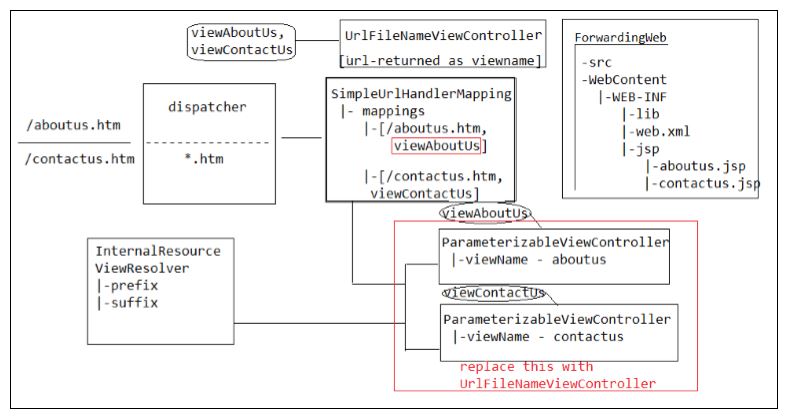 viewAboutUs,
viewContactUs
UrlFileNameViewController
[url-returned as viewname]
ForwardingWeb
-src
-WebContent
|-WEB-INF
|-lib
|-web.xml
|-jsp
|-aboutus.jsp
|-contactus.jsp
/aboutus.htm
/contactus.htm
dispatcher
*.htm
SimpleUrlHandlerMapping
|- mappings
|-[/aboutus.htm,
viewAboutUs]
|-[/contactus.htm,
viewContactUs]
viewAboutUs
ParameterizableViewController
|-viewName - aboutus
viewContactUs
ParameterizableViewController
|-viewName - contactus
replace this with
UrlFileNameViewController
InternalResource
ViewResolver
|-prefix
|-suffix